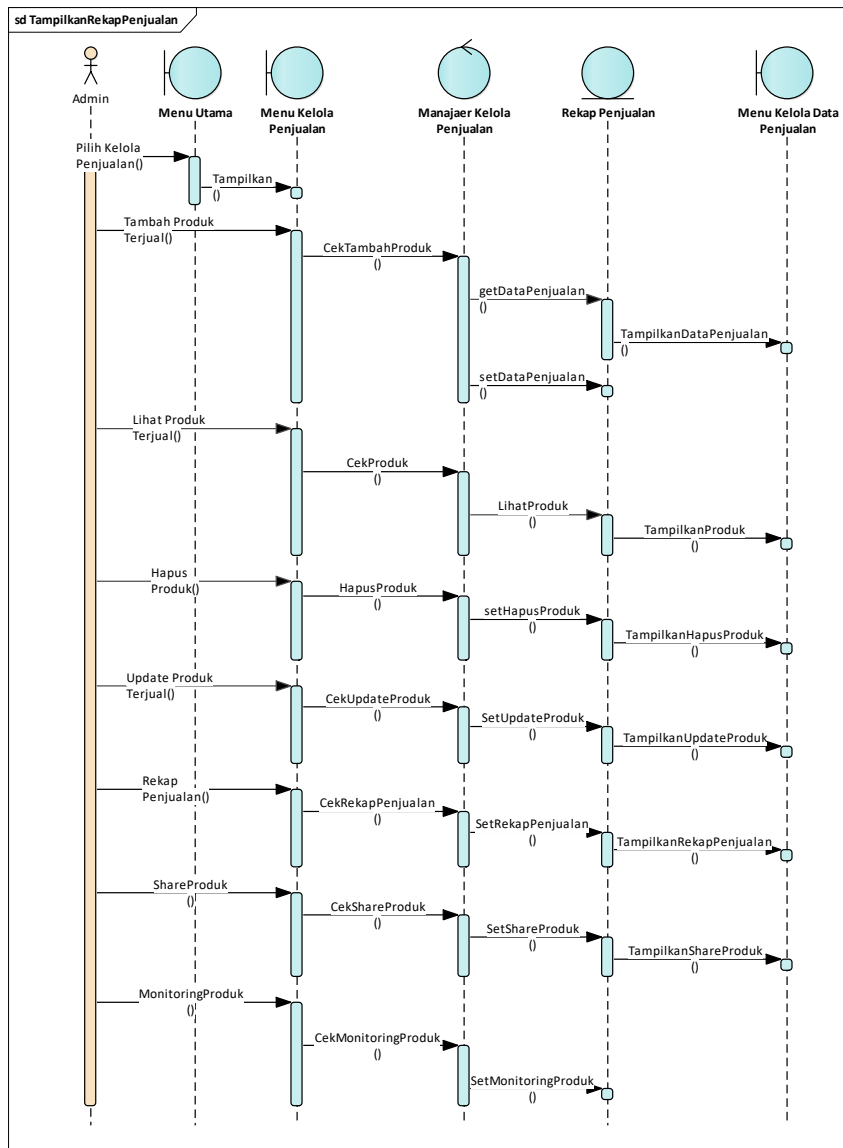 sd TampilkanRekapPenjualan
Admin
Menu Utama
Menu Kelola
Penjualan
Manajaer Kelola
Penjualan
Rekap Penjualan
Menu Kelola Data
Penjualan
Pilih Kelola
Penjualan()
Tampilkan
()
Tambah Produk
Terjual()
CekTambahProduk
()
getDataPenjualan
()
TampilkanDataPenjualan
()
setDataPenjualan
()
Lihat Produk
Terjual()
CekProduk
()
LihatProduk
()
TampilkanProduk
()
Hapus
Produk()
HapusProduk
()
setHapusProduk
()
TampilkanHapusProduk
()
Update Produk
Terjual()
CekUpdateProduk
()
SetUpdateProduk
()
TampilkanUpdateProduk
()
Rekap
Penjualan()
CekRekapPenjualan
()
SetRekapPenjualan
()
TampilkanRekapPenjualan
()
ShareProduk
()
CekShareProduk
()
SetShareProduk
()
TampilkanShareProduk
()
MonitoringProduk
()
CekMonitoringProduk
()
SetMonitoringProduk
()